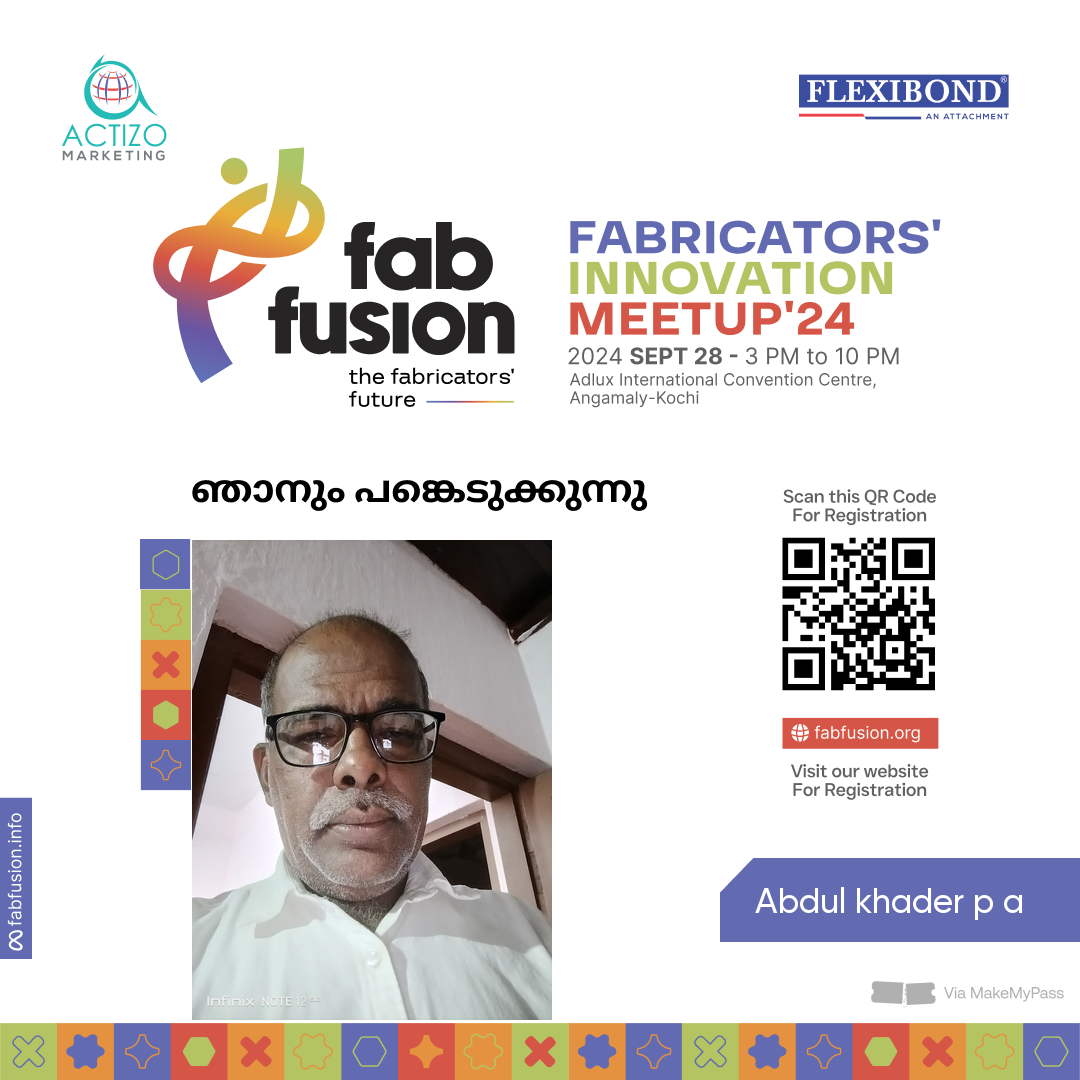 ACTIZO
MARKETING
FLEXIBOND®
AN ATTACHMENT
fab
fusion
the fabricators'
future
FABRICATORS'
INNOVATION
MEETUP'24
2024 SEPT 28 - 3 PM to 10 PM
Adlux International Convention Centre,
Angamaly-Kochi
ഞാനും പങ്കെടുക്കുന്നു
Scan this QR Code
For Registration
fabfusion.org
Visit our website
For Registration
fabfusion.info
Abdul khader p a
Infinix NOTE 12
Via MakeMyPass